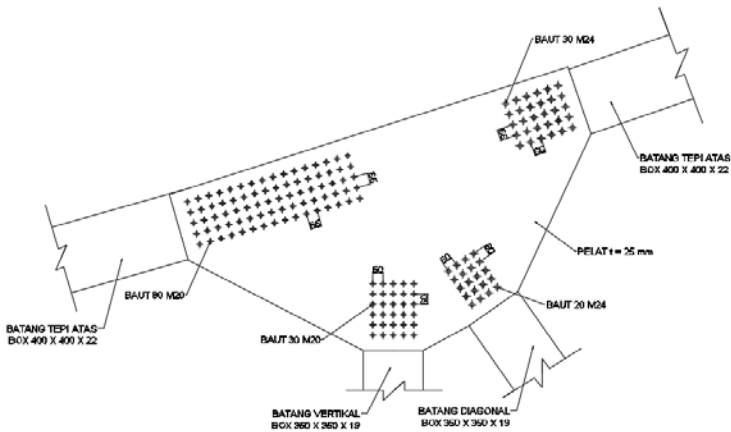 BAUT 30 M24
BATANG TEPI ATAS
BOX 400 X 400 X 22
PELAT t = 25 mm
BAUT 20 M24
BAUT 80 M20
BATANG TEPI ATAS
BOX 400 X 400 X 22
BAUT 30 M20
60
BATANG VERTIKAL
BOX 350 X 350 X 19
BATANG DIAGONAL
BOX 350 X 350 X 19